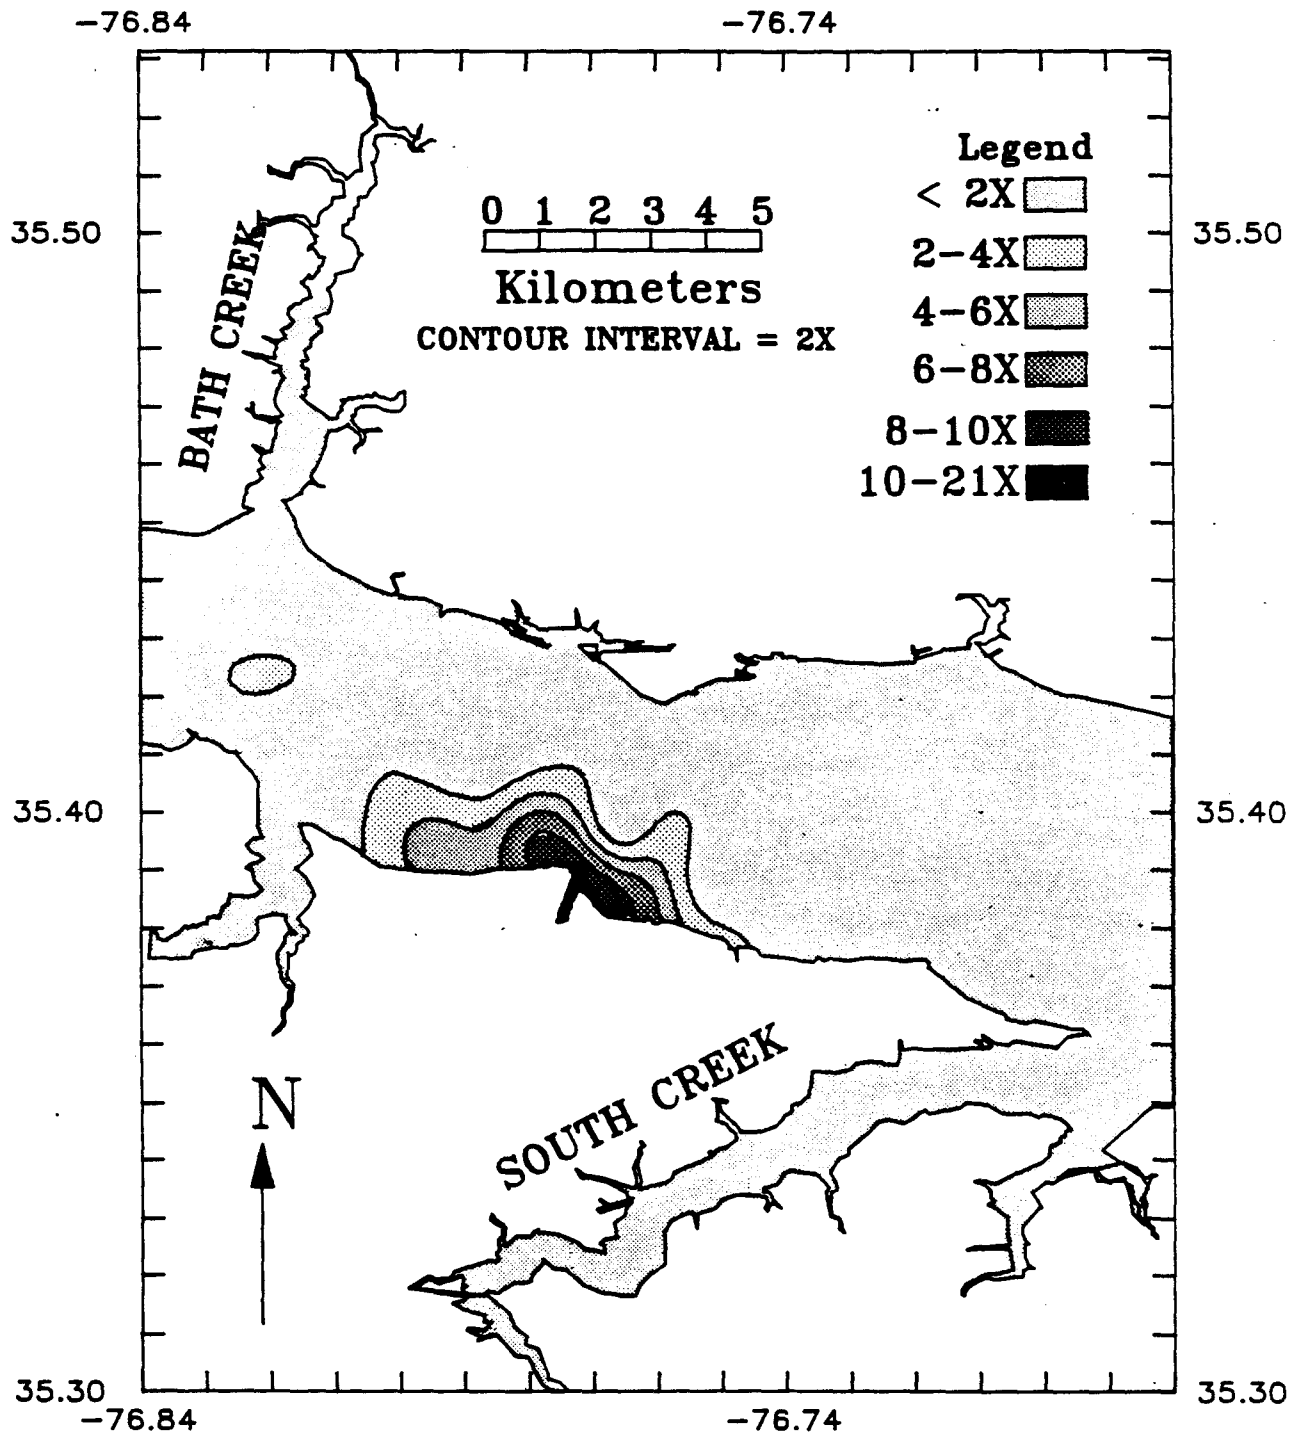 -76.84 -76.74
Legend
< 2X
0 1 2 3 4 5
35.50 35.50
2-4X
Kilometers
4-6X
CONTOUR INTERVAL = 2X
6-8X
BATH CREEK
8-10X
10-21X
35.40 35.40
SOUTH CREEK
N
35.30 35.30
-76.84 -76.74